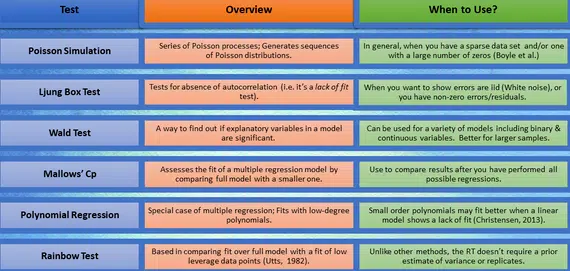 Test
Overview
When to Use?
Poisson Simulation
Series of Poisson processes; Generates sequences
of Poisson distributions.
In general, when you have a sparse data set and/or one
with a large number of zeros (Boyle et al.)
Ljung Box Test
Tests for absence of autocorrelation (i.e. it's a lack of fit
test).
When you want to show errors are iid (White noise), or
you have non-zero errors/residuals.
Wald Test
A way to find out if explanatory variables in a model
are significant.
Can be used for a variety of models including binary &
continuous variables. Better for larger samples.
Mallows' Cp
Assesses the fit of a multiple regression model by
comparing full model with a smaller one.
Use to compare results after you have performed all
possible regressions.
Polynomial Regression
Special case of multiple regression; Fits with low-degree
polynomials.
Small order polynomials may fit better when a linear
model shows a lack of fit (Christensen, 2013).
Rainbow Test
Based in comparing fit over full model with a fit of low
leverage data points (Utts, 1982).
Unlike other methods, the RT doesn't require a prior
estimate of variance or replicates.